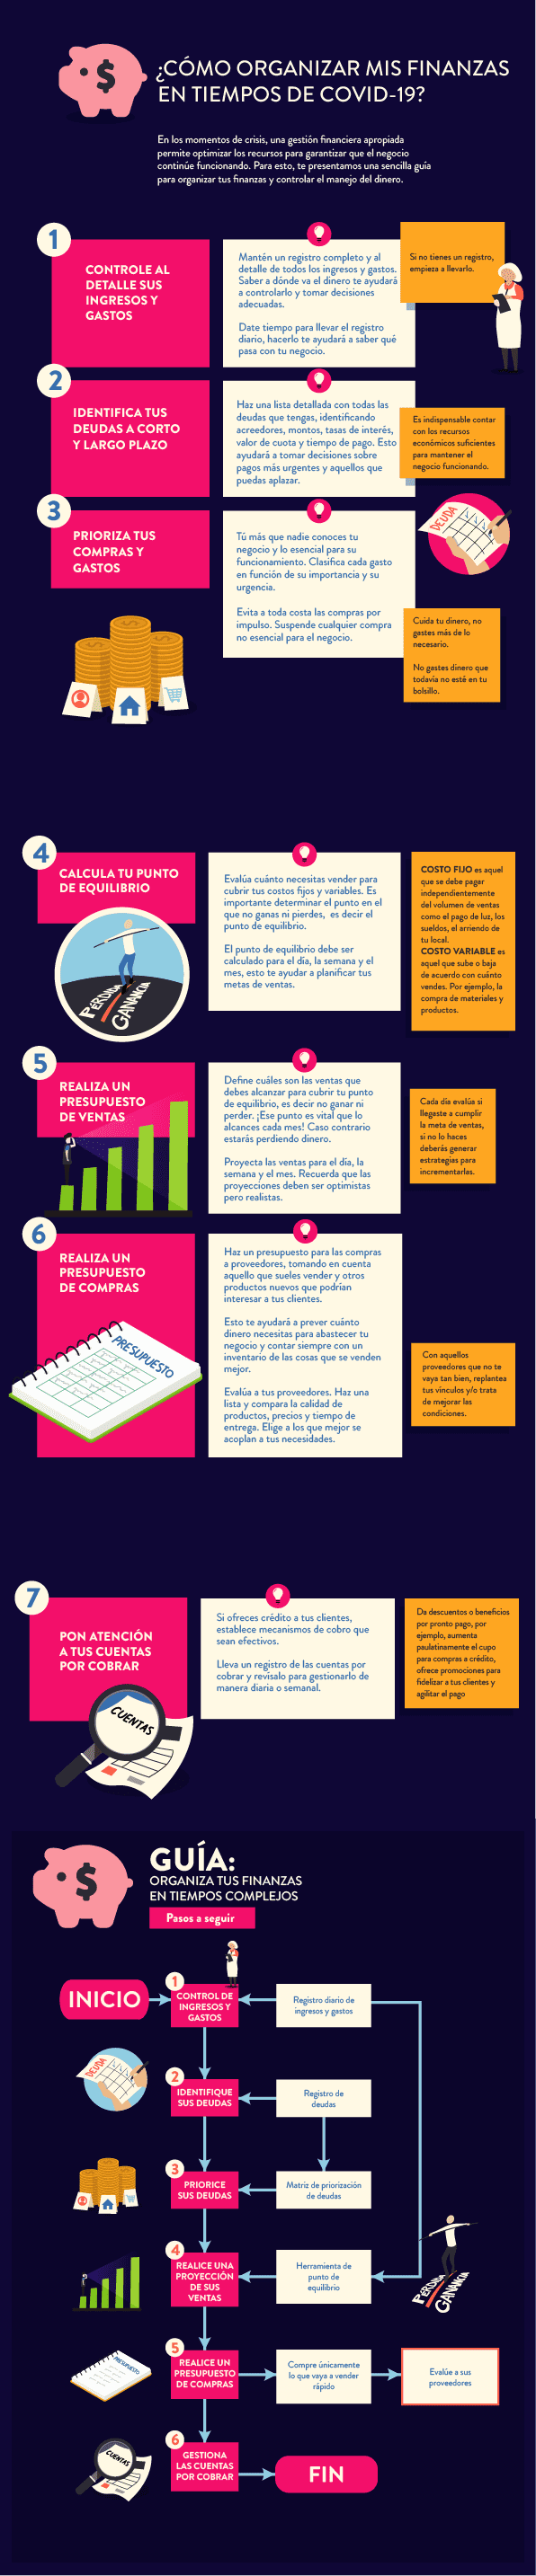 ¿CÓMO ORGANIZAR MIS FINANZAS
EN TIEMPOS DE COVID-19?
En los momentos de crisis, una gestión financiera apropiada
permite optimizar los recursos para garantizar que el negocio
continúe funcionando. Para esto, te presentamos una sencilla guía
para organizar tus finanzas y controlar el manejo del dinero.
1
CONTROLE AL
DETALLE SUS
INGRESOS Y
GASTOS
Mantén un registro completo y al
detalle de todos los ingresos y gastos.
Saber a dónde va el dinero te ayudará
a controlarlo y tomar decisiones
adecuadas.
Date tiempo para llevar el registro
diario, hacerlo te ayudará a saber qué
pasa con tu negocio.
Si no tienes un registro,
empieza a llevarlo.
2
IDENTIFICA TUS
DEUDAS A CORTO
Y LARGO PLAZO
Haz una lista detallada con todas las
deudas que tengas, identificando
acreedores, montos, tasas de interés,
valor de cuota y tiempo de pago. Esto
ayudará a tomar decisiones sobre
pagos más urgentes y aquellos que
puedas aplazar.
Es indispensable contar
con los recursos
económicos suficientes
para mantener el
negocio funcionando.
3
PRIORIZA TUS
COMPRAS Y
GASTOS
Tú más que nadie conoces tu
negocio y lo esencial para su
funcionamiento. Clasifica cada gasto
en función de su importancia y su
urgencia.
Evita a toda costa las compras por
impulso. Suspende cualquier compra
no esencial para el negocio.
DEUDA
Cuida tu dinero, no
gastes más de lo
necesario.
No gastes dinero que
todavía no esté en tu
bolsillo.
4
CALCULA TU PUNTO
DE EQUILIBRIO
PERDIDA
GANANCIA
Evalúa cuánto necesitas vender para
cubrir tus costos fijos y variables. Es
importante determinar el punto en el
que no ganas ni pierdes, es decir el
punto de equilibrio.
El punto de equilibrio debe ser
calculado para el día, la semana y el
mes, esto te ayudar a planificar tus
metas de ventas.
COSTO FIJO es aquel
que se debe pagar
independientemente
del volumen de ventas
como el pago de luz, los
sueldos, el arriendo de
tu local.
COSTO VARIABLE es
aquel que sube o baja
de acuerdo con cuánto
vendes. Por ejemplo, la
compra de materiales y
productos.
5
REALIZA UN
PRESUPUESTO
DE VENTAS
Define cuáles son las ventas que
debes alcanzar para cubrir tu punto
de equilibrio, es decir no ganar ni
perder. ¡Ese punto es vital que lo
alcances cada mes! Caso contrario
estarás perdiendo dinero.
Proyecta las ventas para el día, la
semana y el mes. Recuerda que las
proyecciones deben ser optimistas
pero realistas.
Cada día evalúa si
llegaste a cumplir
la meta de ventas,
si no lo haces
deberás generar
estrategias para
incrementarlas.
6
REALIZA UN
PRESUPUESTO
DE COMPRAS
PRESUPUESTO
Haz un presupuesto para las compras
a proveedores, tomando en cuenta
aquello que sueles vender y otros
productos nuevos que podrían
interesar a tus clientes.
Esto te ayudará a prever cuánto
dinero necesitas para abastecer tu
negocio y contar siempre con un
inventario de las cosas que se venden
mejor.
Evalúa a tus proveedores. Haz una
lista y compara la calidad de
productos, precios y tiempo de
entrega. Elige a los que mejor se
acoplan a tus necesidades.
Con aquellos
proveedores que no te
vaya tan bien, replantea
tus vínculos y/o trata
de mejorar las
condiciones.
7
PON ATENCIÓN
A TUS CUENTAS
POR COBRAR
CUENTAS
Si ofreces crédito a tus clientes,
establece mecanismos de cobro que
sean efectivos.
Lleva un registro de las cuentas por
cobrar y revísalo para gestionarlo de
manera diaria o semanal.
Da descuentos o beneficios
por pronto pago, por
ejemplo, aumenta
paulatinamente el cupo
para compras a crédito,
ofrece promociones para
fidelizar a tus clientes y
agilitar el pago
GUÍA:
ORGANIZA TUS FINANZAS
EN TIEMPOS COMPLEJOS
Pasos a seguir
INICIO
1
CONTROL DE
INGRESOS Y
GASTOS
Registro diario de
ingresos y gastos
DEUDA
2
IDENTIFIQUE
SUS DEUDAS
Registro de
deudas
3
PRIORICE
SUS DEUDAS
Matriz de priorización
de deudas
4
REALICE UNA
PROYECCIÓN
DE SUS
VENTAS
Herramienta de
punto de
equilibrio
PERDIDA
GANANCIA
PRESUPUESTO
5
REALICE UN
PRESUPUESTO
DE COMPRAS
Compre únicamente
lo que vaya a vender
rápido
Evalúe a sus
proveedores
CUENTAS
6
GESTIONA
LAS CUENTAS
POR COBRAR
FIN